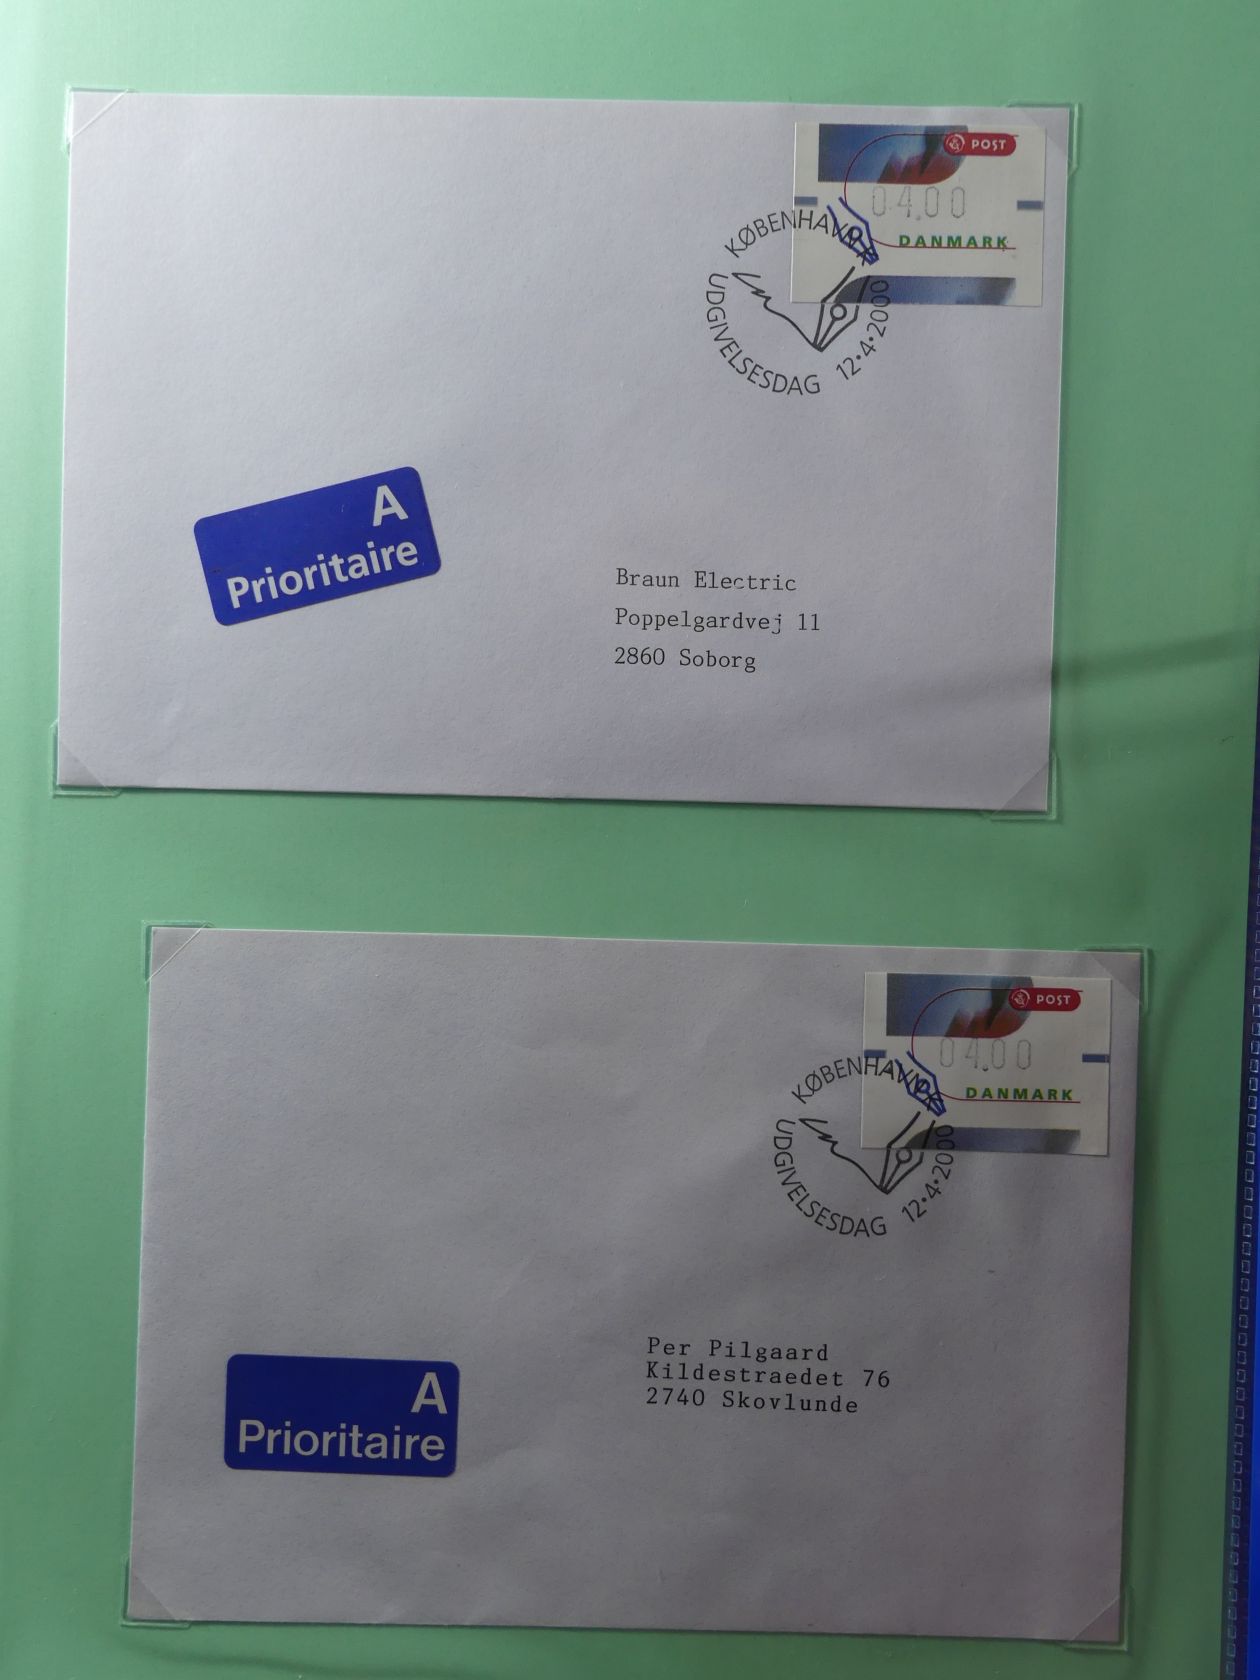 POST
04.00
DANMARK
KØBENHAVN K
UDGIVELSESDAG 12•4•2000
A
Prioritaire
Braun Electric
Poppelgardvej 11
2860 Soborg
POST
04.00
DANMARK
KØBENHAVN K
UDGIVELSESDAG 12•4•2000
A
Prioritaire
Per Pilgaard
Kildestraedet 76
2740 Skovlunde